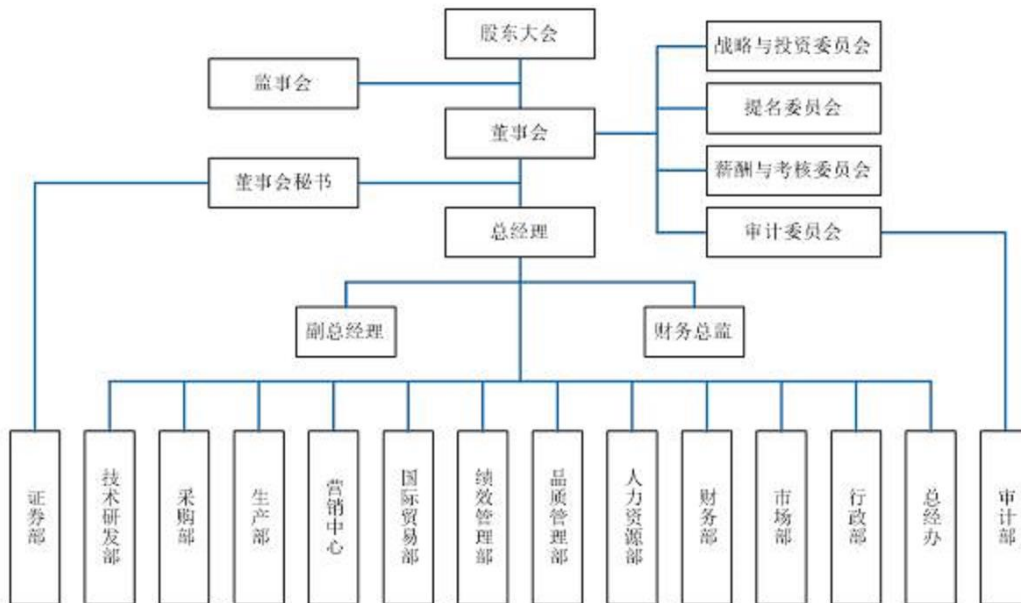 股东大会
战略与投资委员会
监事会
提名委员会
董事会
薪酬与考核委员会
董事会秘书
总经理
审计委员会
副总经理
财务总监
证券部
技术研发部
采购部
生产部
营销中心
国际贸易部
绩效管理部
品质管理部
人力资源部
财务部
市场部
行政部
总经办
审计部